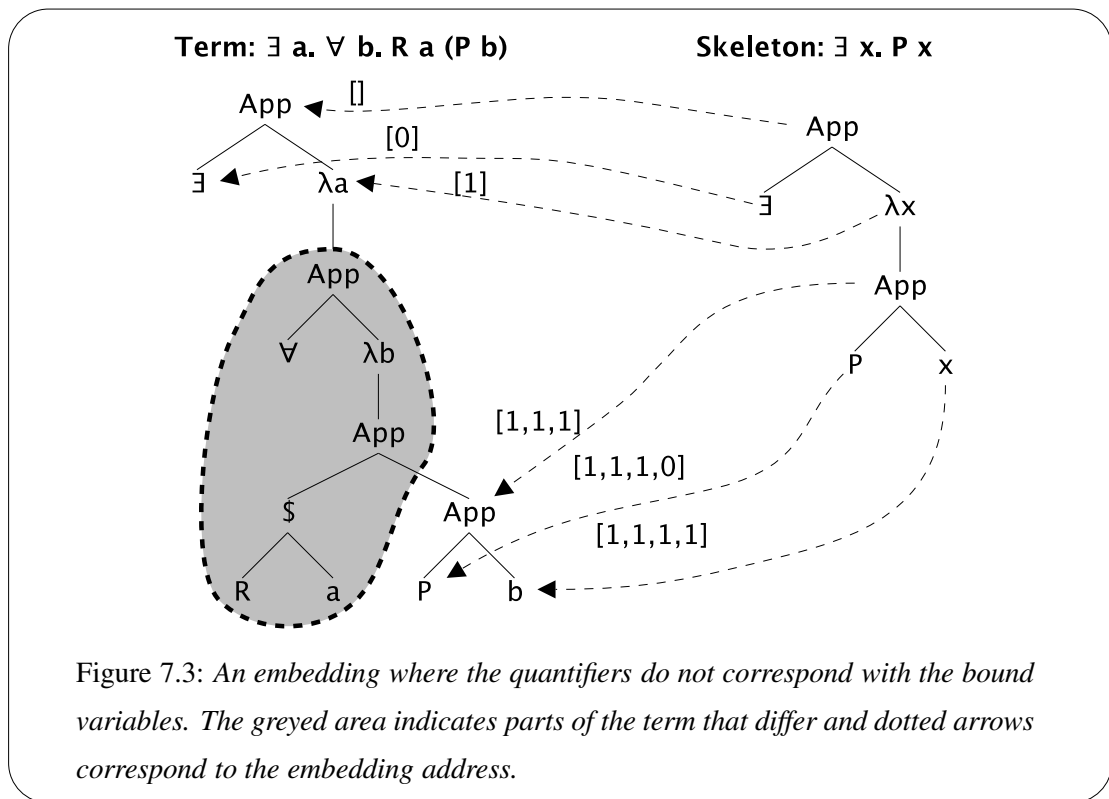 Term: ∃ a. ∀ b. R a (P b)
Skeleton: ∃ x. P x
[]
App
App
[0]
∃
λa
[1]
∃
λx
App
App
∀
λb
P
x
App
[1,1,1]
[1,1,1,0]
$
App
[1,1,1,1]
R
a
P
b
Figure 7.3: An embedding where the quantifiers do not correspond with the bound
variables. The greyed area indicates parts of the term that differ and dotted arrows
correspond to the embedding address.